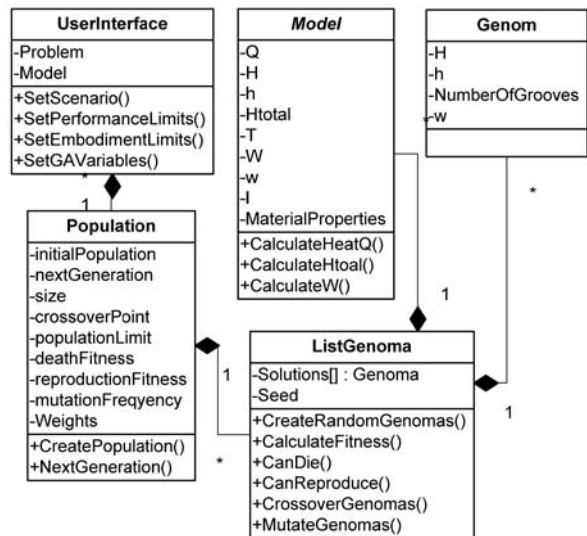 UserInterface
-Problem
-Model
+SetScenario()
+SetPerformanceLimits()
+SetEmbodimentLimits()
+SetGAVariables()
*
1
Population
-initialPopulation
-nextGeneration
-size
-crossoverPoint
-populationLimit
-deathFitness
-reproductionFitness
-mutationFreqyency
-Weights
+CreatePopulation()
+NextGeneration()
1
*
Model
-Q
-H
-h
-Htotal
-T
-W
-w
-l
-MaterialProperties
+CalculateHeatQ()
+CalculateHtoal()
+CalculateW()
*
1
Genom
-H
-h
-NumberOfGrooves
-w
*
1
ListGenoma
-Solutions[] : Genoma
-Seed
+CreateRandomGenomas()
+CalculateFitness()
+CanDie()
+CanReproduce()
+CrossoverGenomas()
+MutateGenomas()